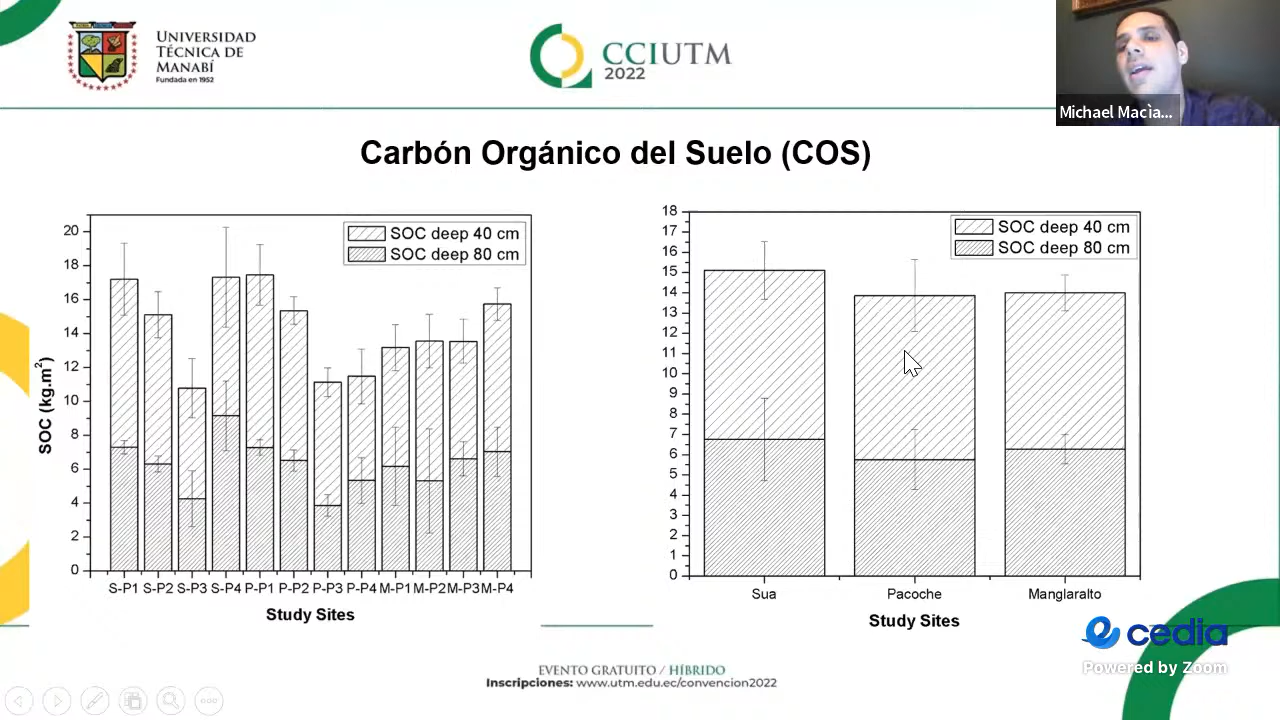 UNIVERSIDAD
TÉCNICA DE
MANABÍ
Fundada en 1952
CCIUTM
2022
Michael Macìa...
Carbón Orgánico del Suelo (COS)
SOC deep 40 cm
SOC deep 80 cm
20
18
16
14
12
10
8
6
4
2
0
SOC (kg.m²)
S-P1 S-P2 S-P3 S-P4 P-P1 P-P2 P-P3 P-P4 M-P1 M-P2 M-P3 M-P4
Study Sites
SOC deep 40 cm
SOC deep 80 cm
18
17
16
15
14
13
12
11
10
9
8
7
6
5
4
3
2
1
0
Sua Pacoche Manglaralto
Study Sites
cedia
Powered by Zoom
EVENTO GRATUITO / HÍBRIDO
Inscripciones: www.utm.edu.ec/convencion2022